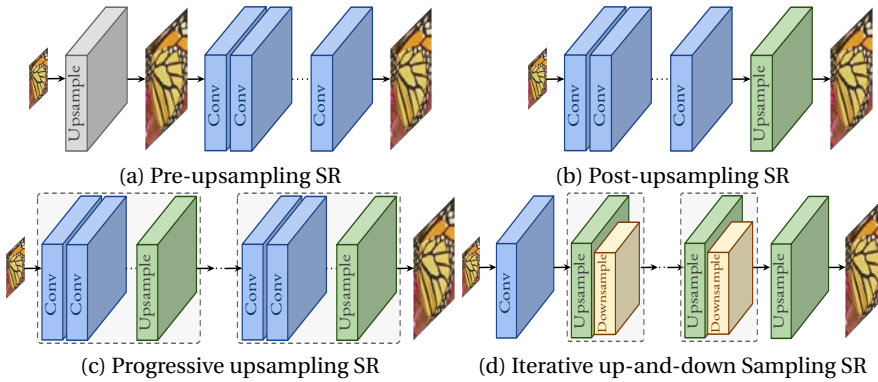 Upsample
Conv
Conv
Conv
(a) Pre-upsampling SR
Conv
Conv
Conv
Upsample
(b) Post-upsampling SR
Conv
Conv
Upsample
Conv
Conv
Upsample
(c) Progressive upsampling SR
Conv
Upsample
Downsample
Upsample
Downsample
Upsample
(d) Iterative up-and-down Sampling SR